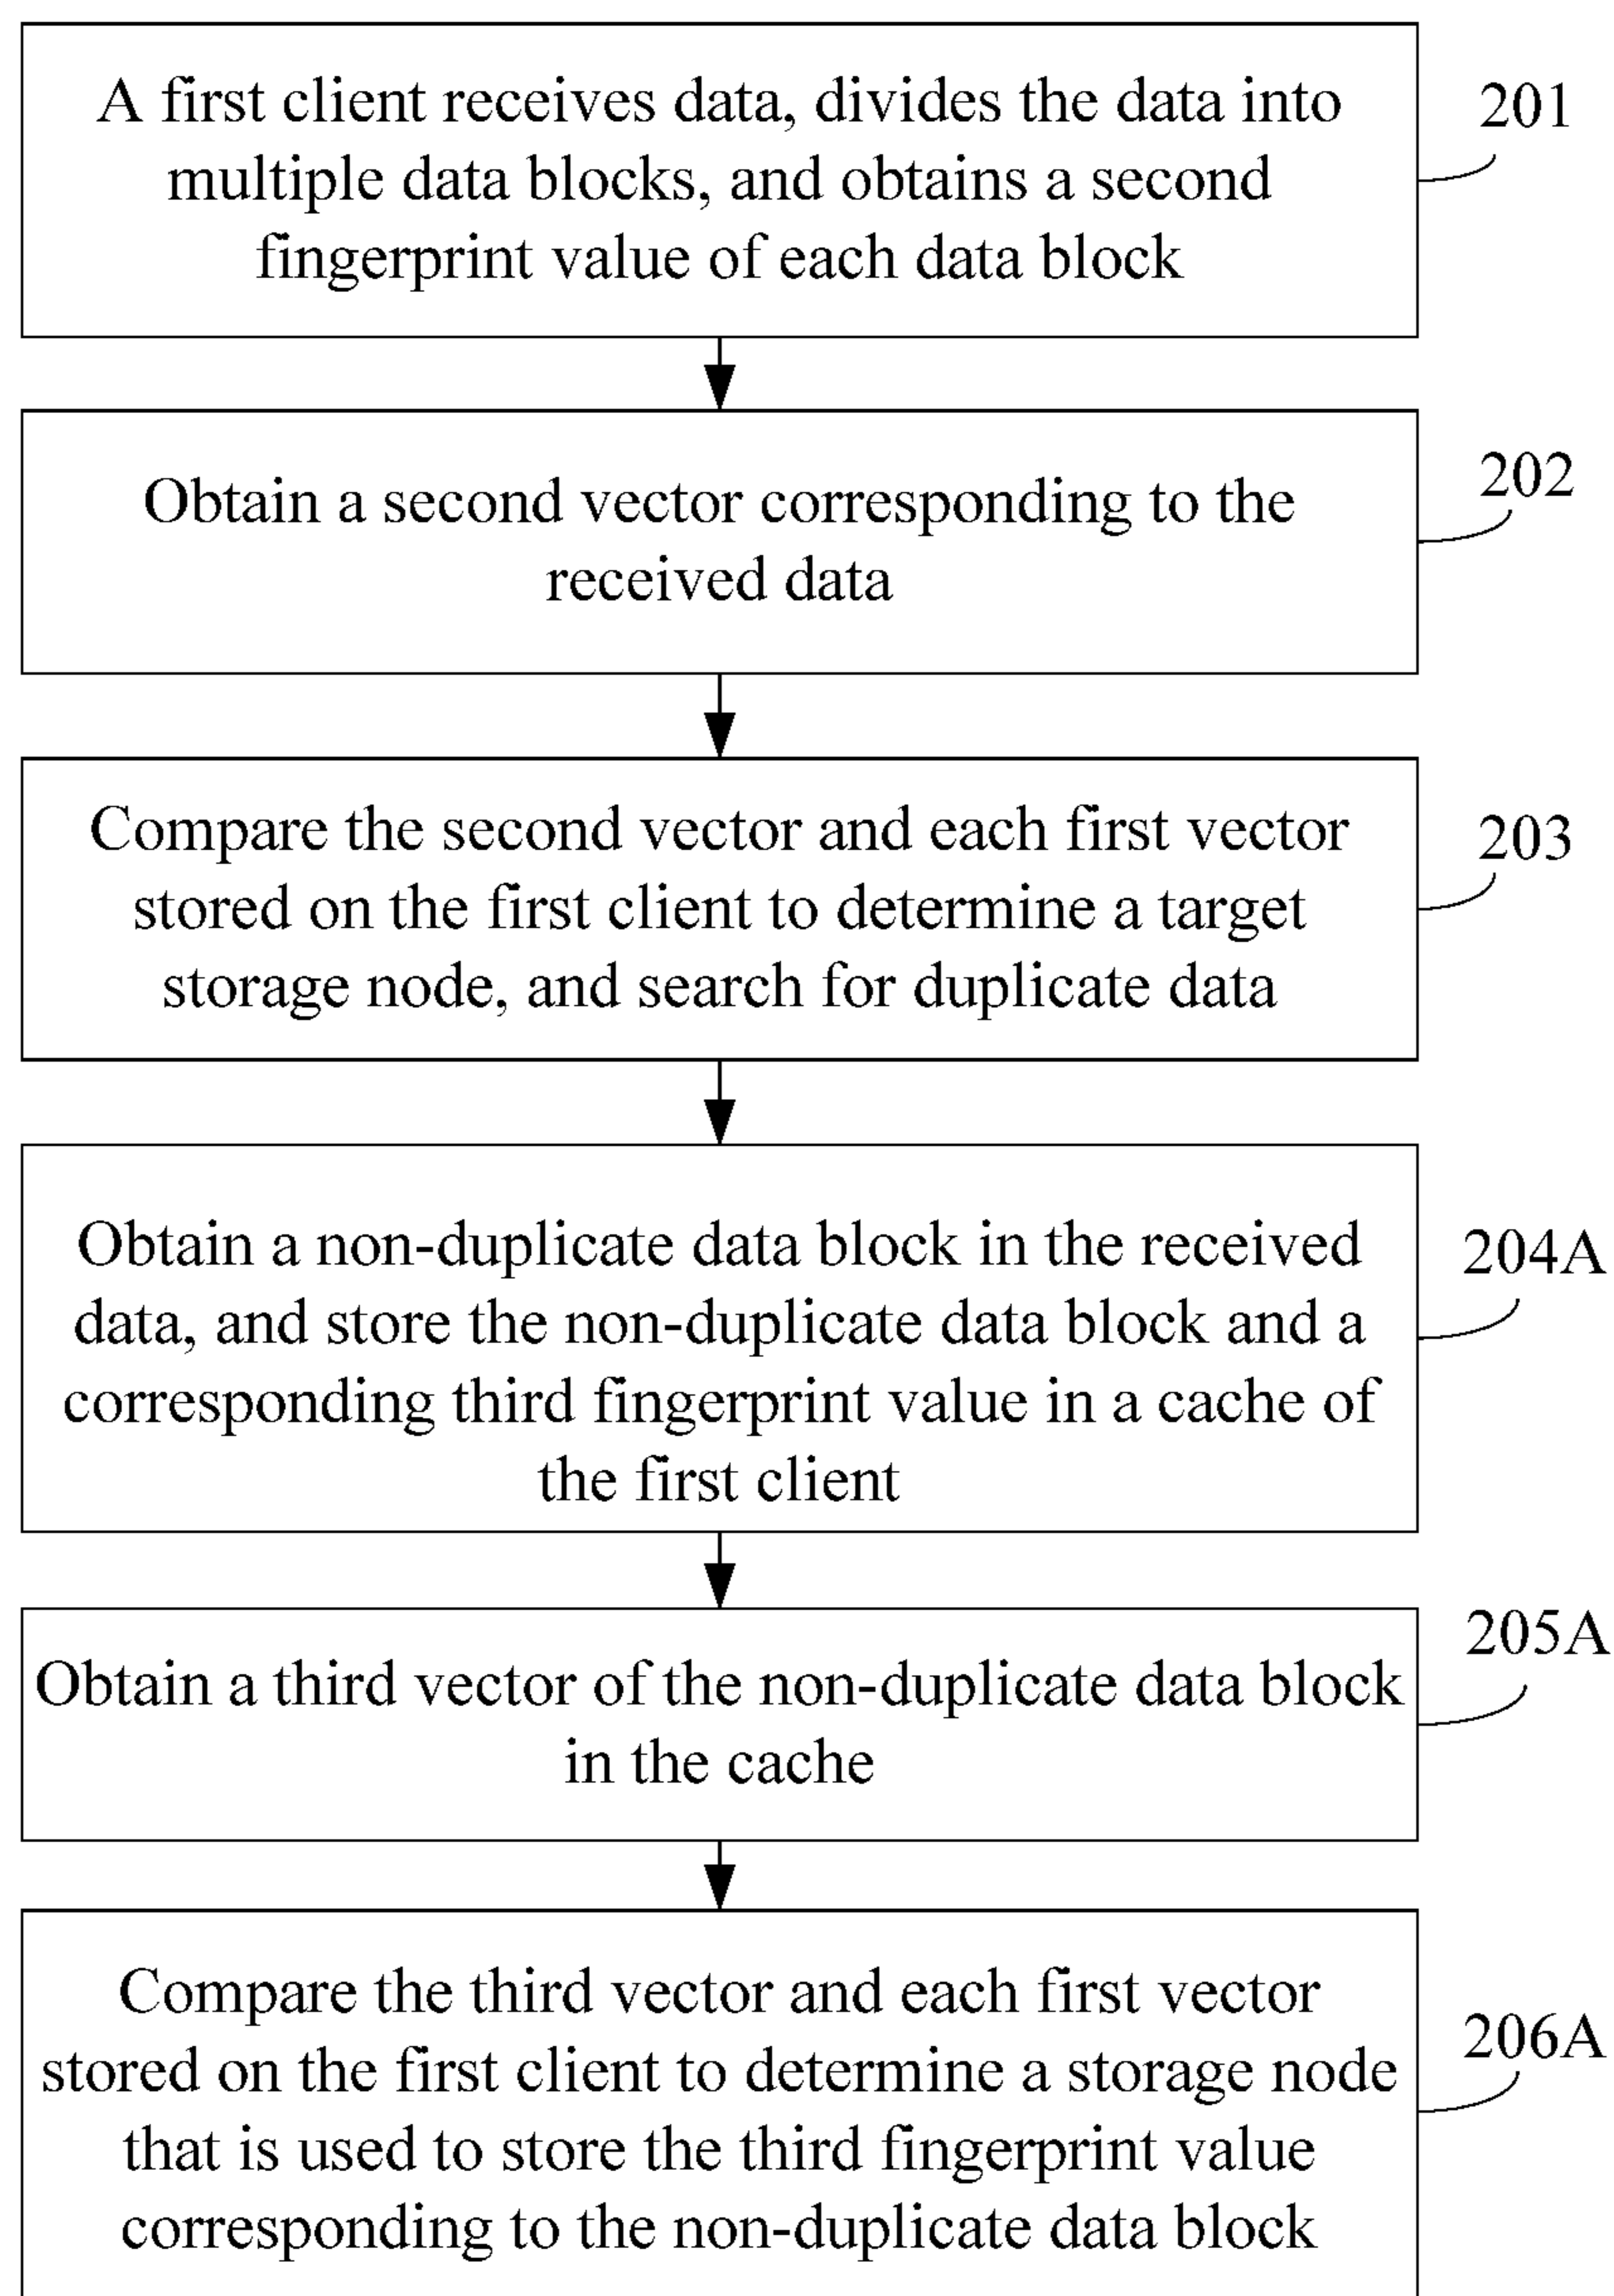 A first client receives data, divides the data into
multiple data blocks, and obtains a second
fingerprint value of each data block
201
Obtain a second vector corresponding to the
received data
202
Compare the second vector and each first vector
stored on the first client to determine a target
storage node, and search for duplicate data
203
Obtain a non-duplicate data block in the received
data, and store the non-duplicate data block and a
corresponding third fingerprint value in a cache of
the first client
204A
Obtain a third vector of the non-duplicate data block
in the cache
205A
Compare the third vector and each first vector
stored on the first client to determine a storage node
that is used to store the third fingerprint value
corresponding to the non-duplicate data block
206A